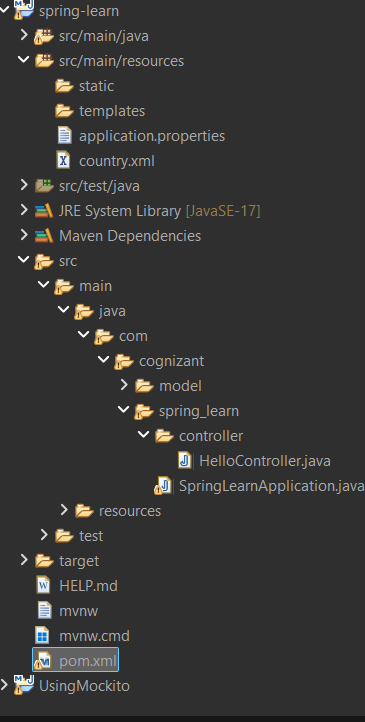 spring-learn
src/main/java
src/main/resources
static
templates
application.properties
country.xml
src/test/java
JRE System Library [JavaSE-17]
Maven Dependencies
src
main
java
com
cognizant
model
spring_learn
controller
HelloController.java
SpringLearnApplication.java
resources
test
target
HELP.md
mvnw
mvnw.cmd
pom.xml
UsingMockito